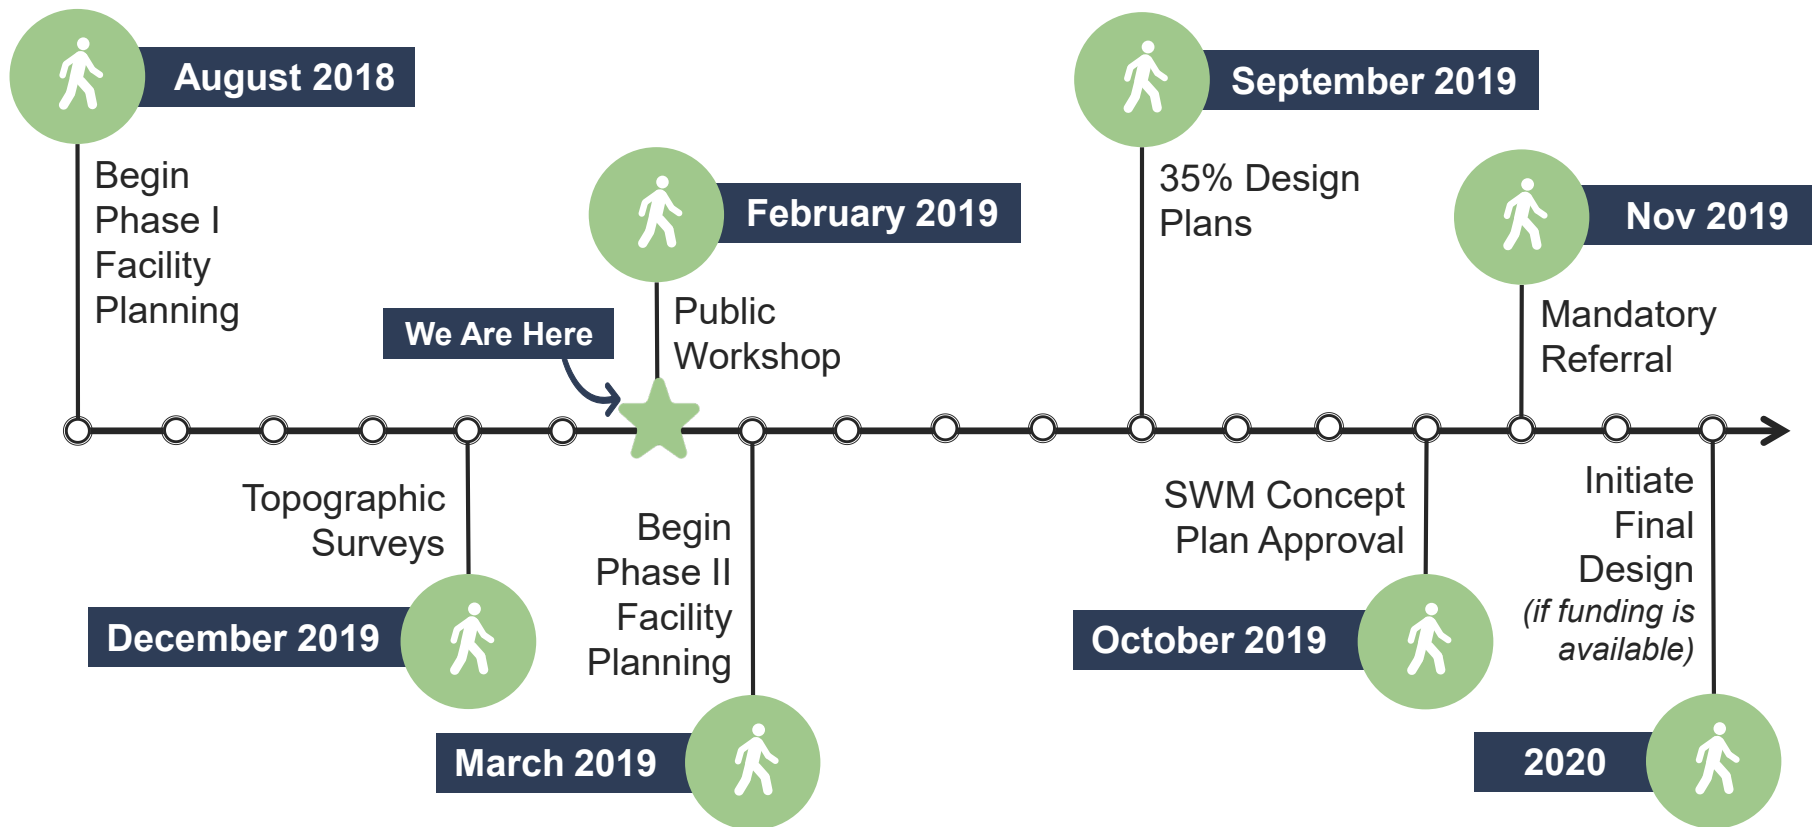 August 2018
Begin
Phase I
Facility
Planning
Topographic
Surveys
December 2019
We Are Here
February 2019
Public
Workshop
Begin
Phase II
Facility
Planning
March 2019
September 2019
35% Design
Plans
SWM Concept
Plan Approval
October 2019
Nov 2019
Mandatory
Referral
Initiate
Final
Design
(if funding is
available)
2020